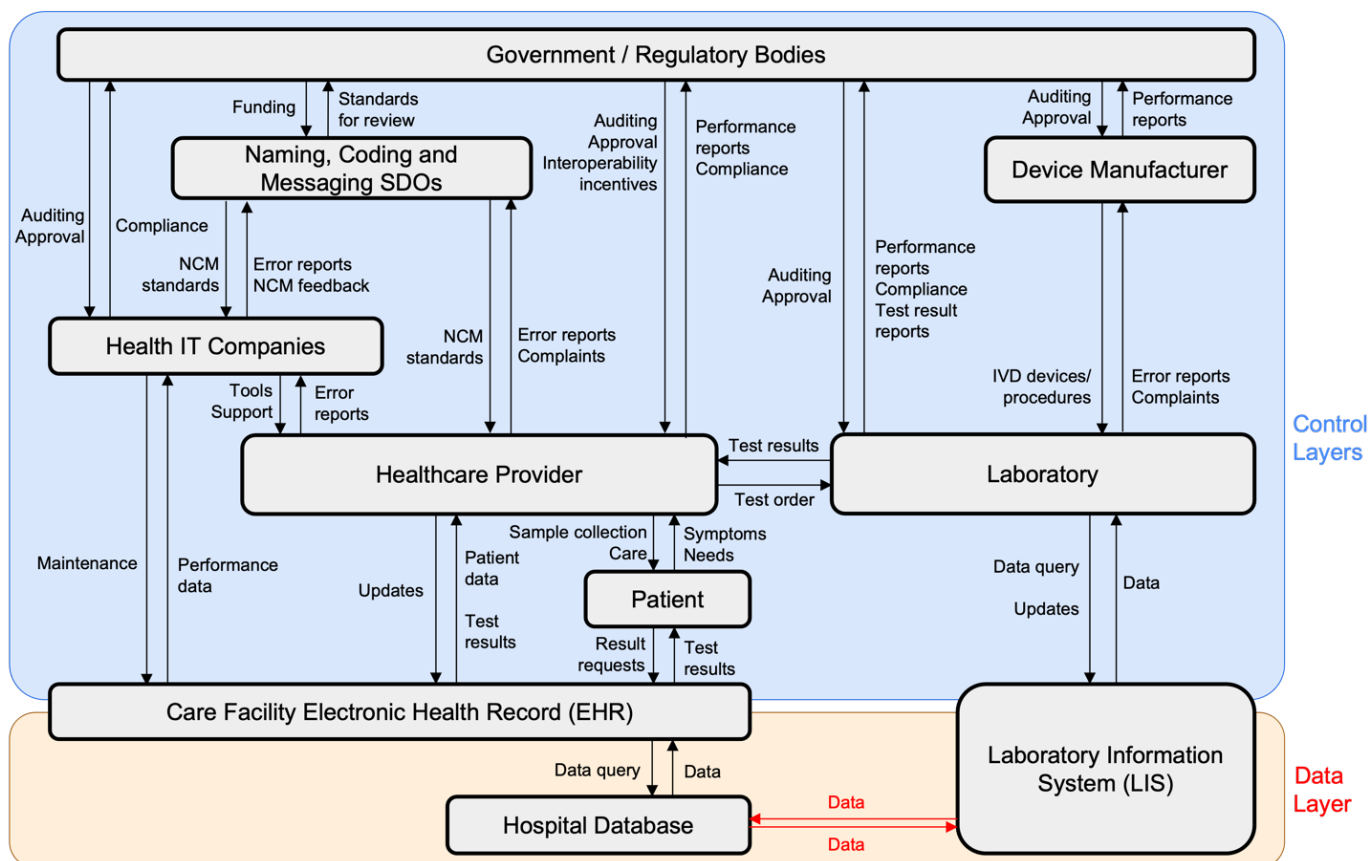 Government / Regulatory Bodies
Funding
Standards
for review
Auditing
Approval
Interoperability
incentives
Performance
reports
Compliance
Auditing
Approval
Performance
reports
Naming, Coding and
Messaging SDOs
Device Manufacturer
Auditing
Approval
Compliance
NCM
standards
Error reports
NCM feedback
Auditing
Approval
Performance
reports
Compliance
Test result
reports
Health IT Companies
NCM
standards
Error reports
Complaints
IVD devices/
procedures
Error reports
Complaints
Tools
Support
Error
reports
Control
Layers
Healthcare Provider
Test results
Test order
Laboratory
Maintenance
Performance
data
Updates
Patient
data
Test
results
Sample collection
Care
Symptoms
Needs
Patient
Result
requests
Test
results
Data query
Updates
Data
Care Facility Electronic Health Record (EHR)
Laboratory Information
System (LIS)
Data query
Data
Hospital Database
Data
Data
Data
Layer